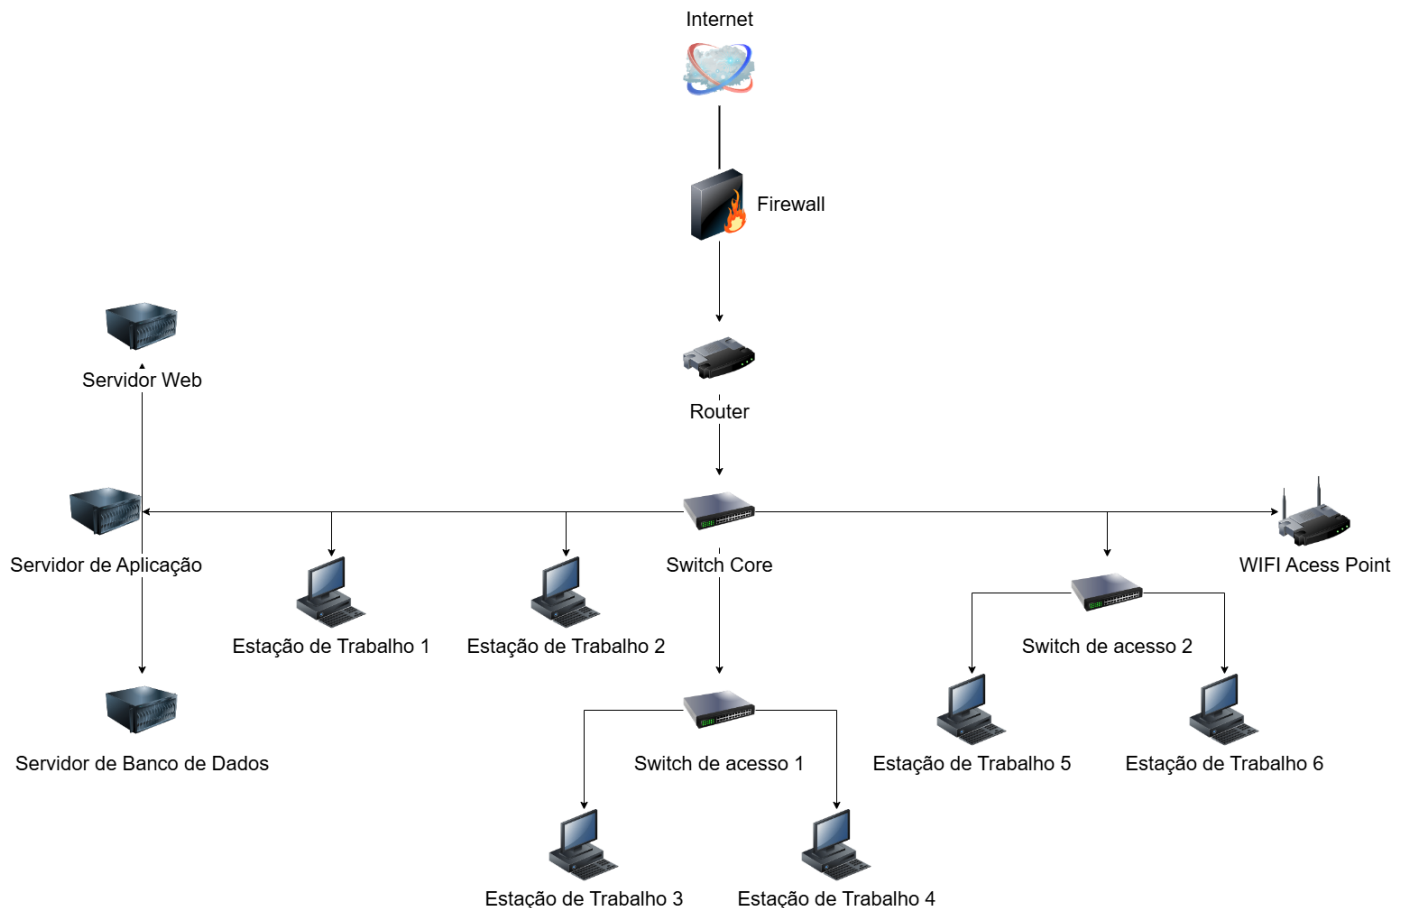 Internet
Firewall
Servidor Web
Router
Servidor de Aplicação
Switch Core
WIFI Acess Point
Estação de Trabalho 1
Estação de Trabalho 2
Switch de acesso 2
Servidor de Banco de Dados
Switch de acesso 1
Estação de Trabalho 5
Estação de Trabalho 6
Estação de Trabalho 3
Estação de Trabalho 4